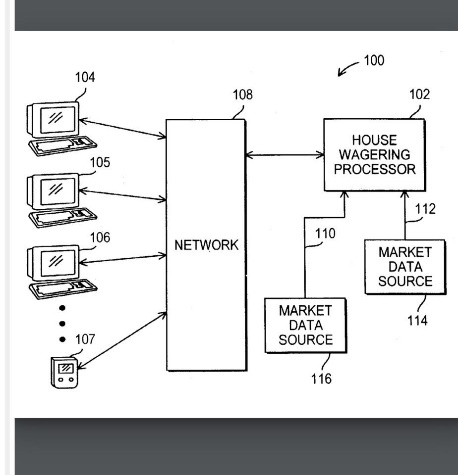 100
104
108
102
HOUSE
WAGERING
PROCESSOR
105
112
110
106
NETWORK
MARKET
DATA
SOURCE
114
MARKET
DATA
SOURCE
107
116